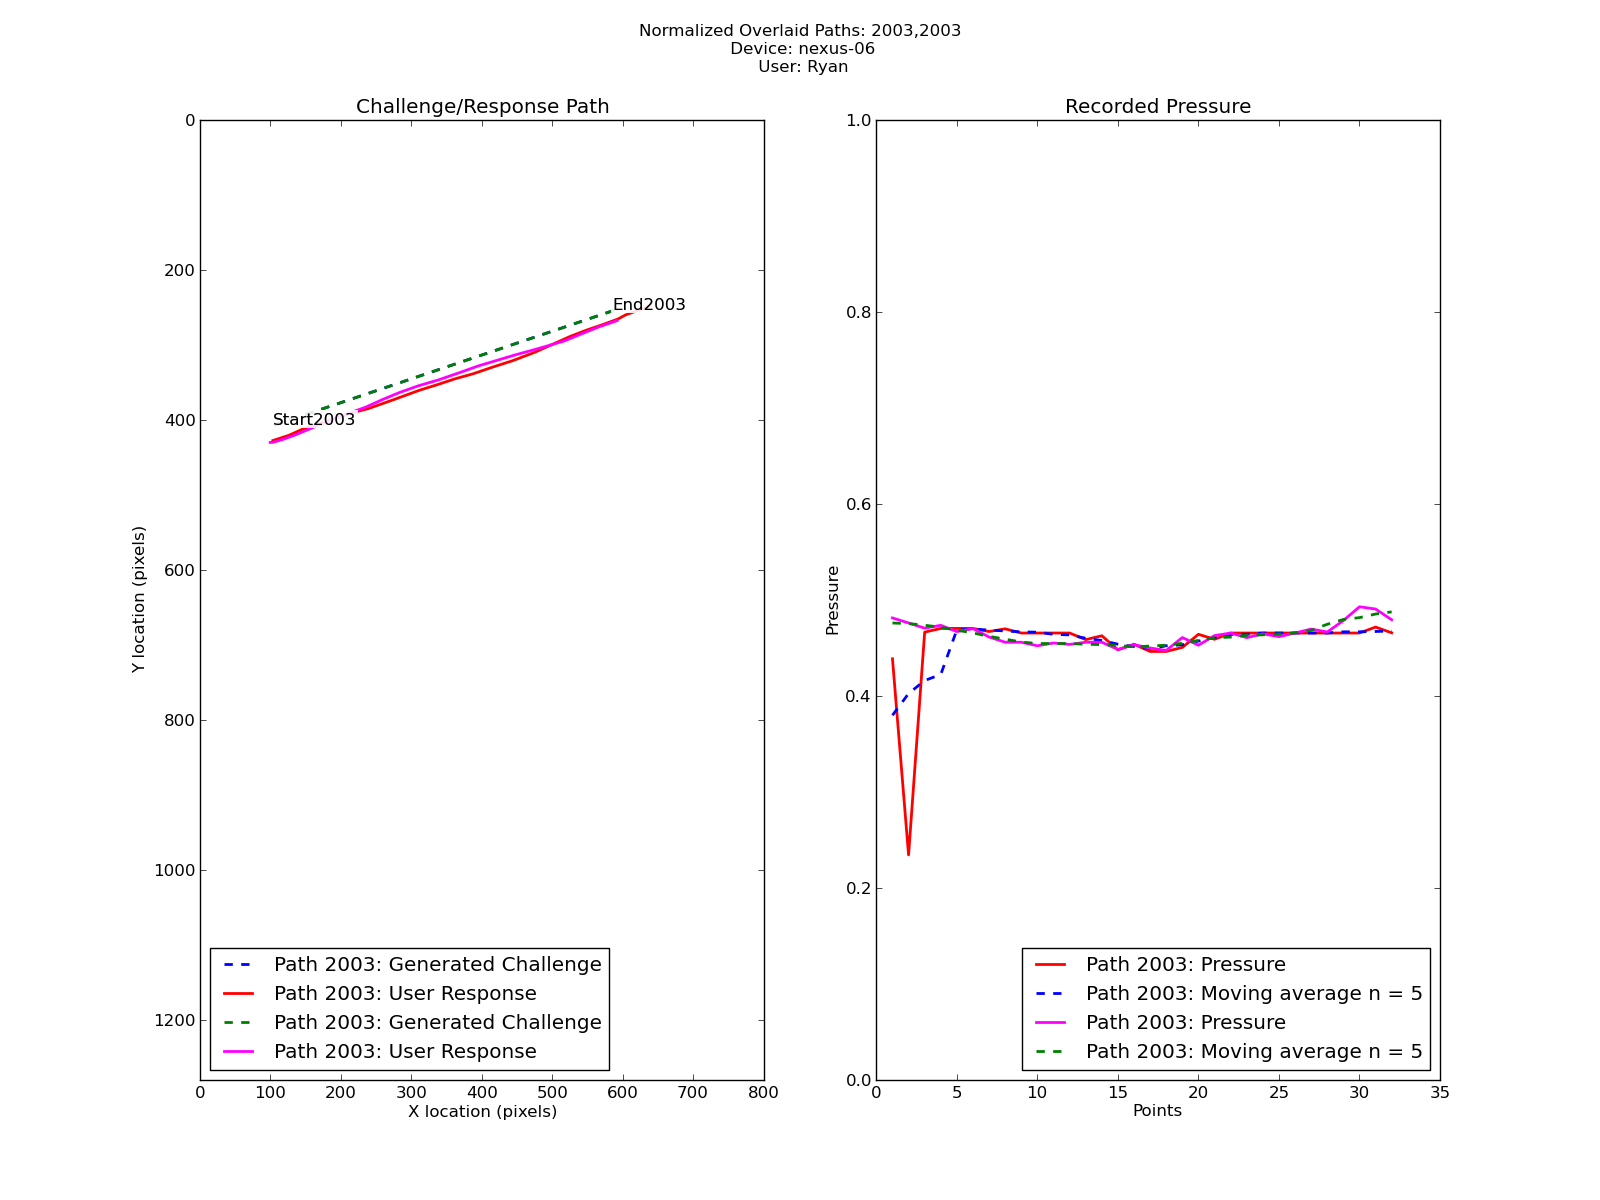 Normalized Overlaid Paths: 2003,2003
Device: nexus-06
User: Ryan
Challenge/Response Path
0
200
400
600
800
1000
1200
Y location (pixels)
Start2003
End2003
Path 2003: Generated Challenge
Path 2003: User Response
Path 2003: Generated Challenge
Path 2003: User Response
0 100 200 300 400 500 600 700 800
X location (pixels)
Recorded Pressure
1.0
0.8
0.6
0.4
0.2
0.0
Pressure
Path 2003: Pressure
Path 2003: Moving average n = 5
Path 2003: Pressure
Path 2003: Moving average n = 5
0 5 10 15 20 25 30 35
Points